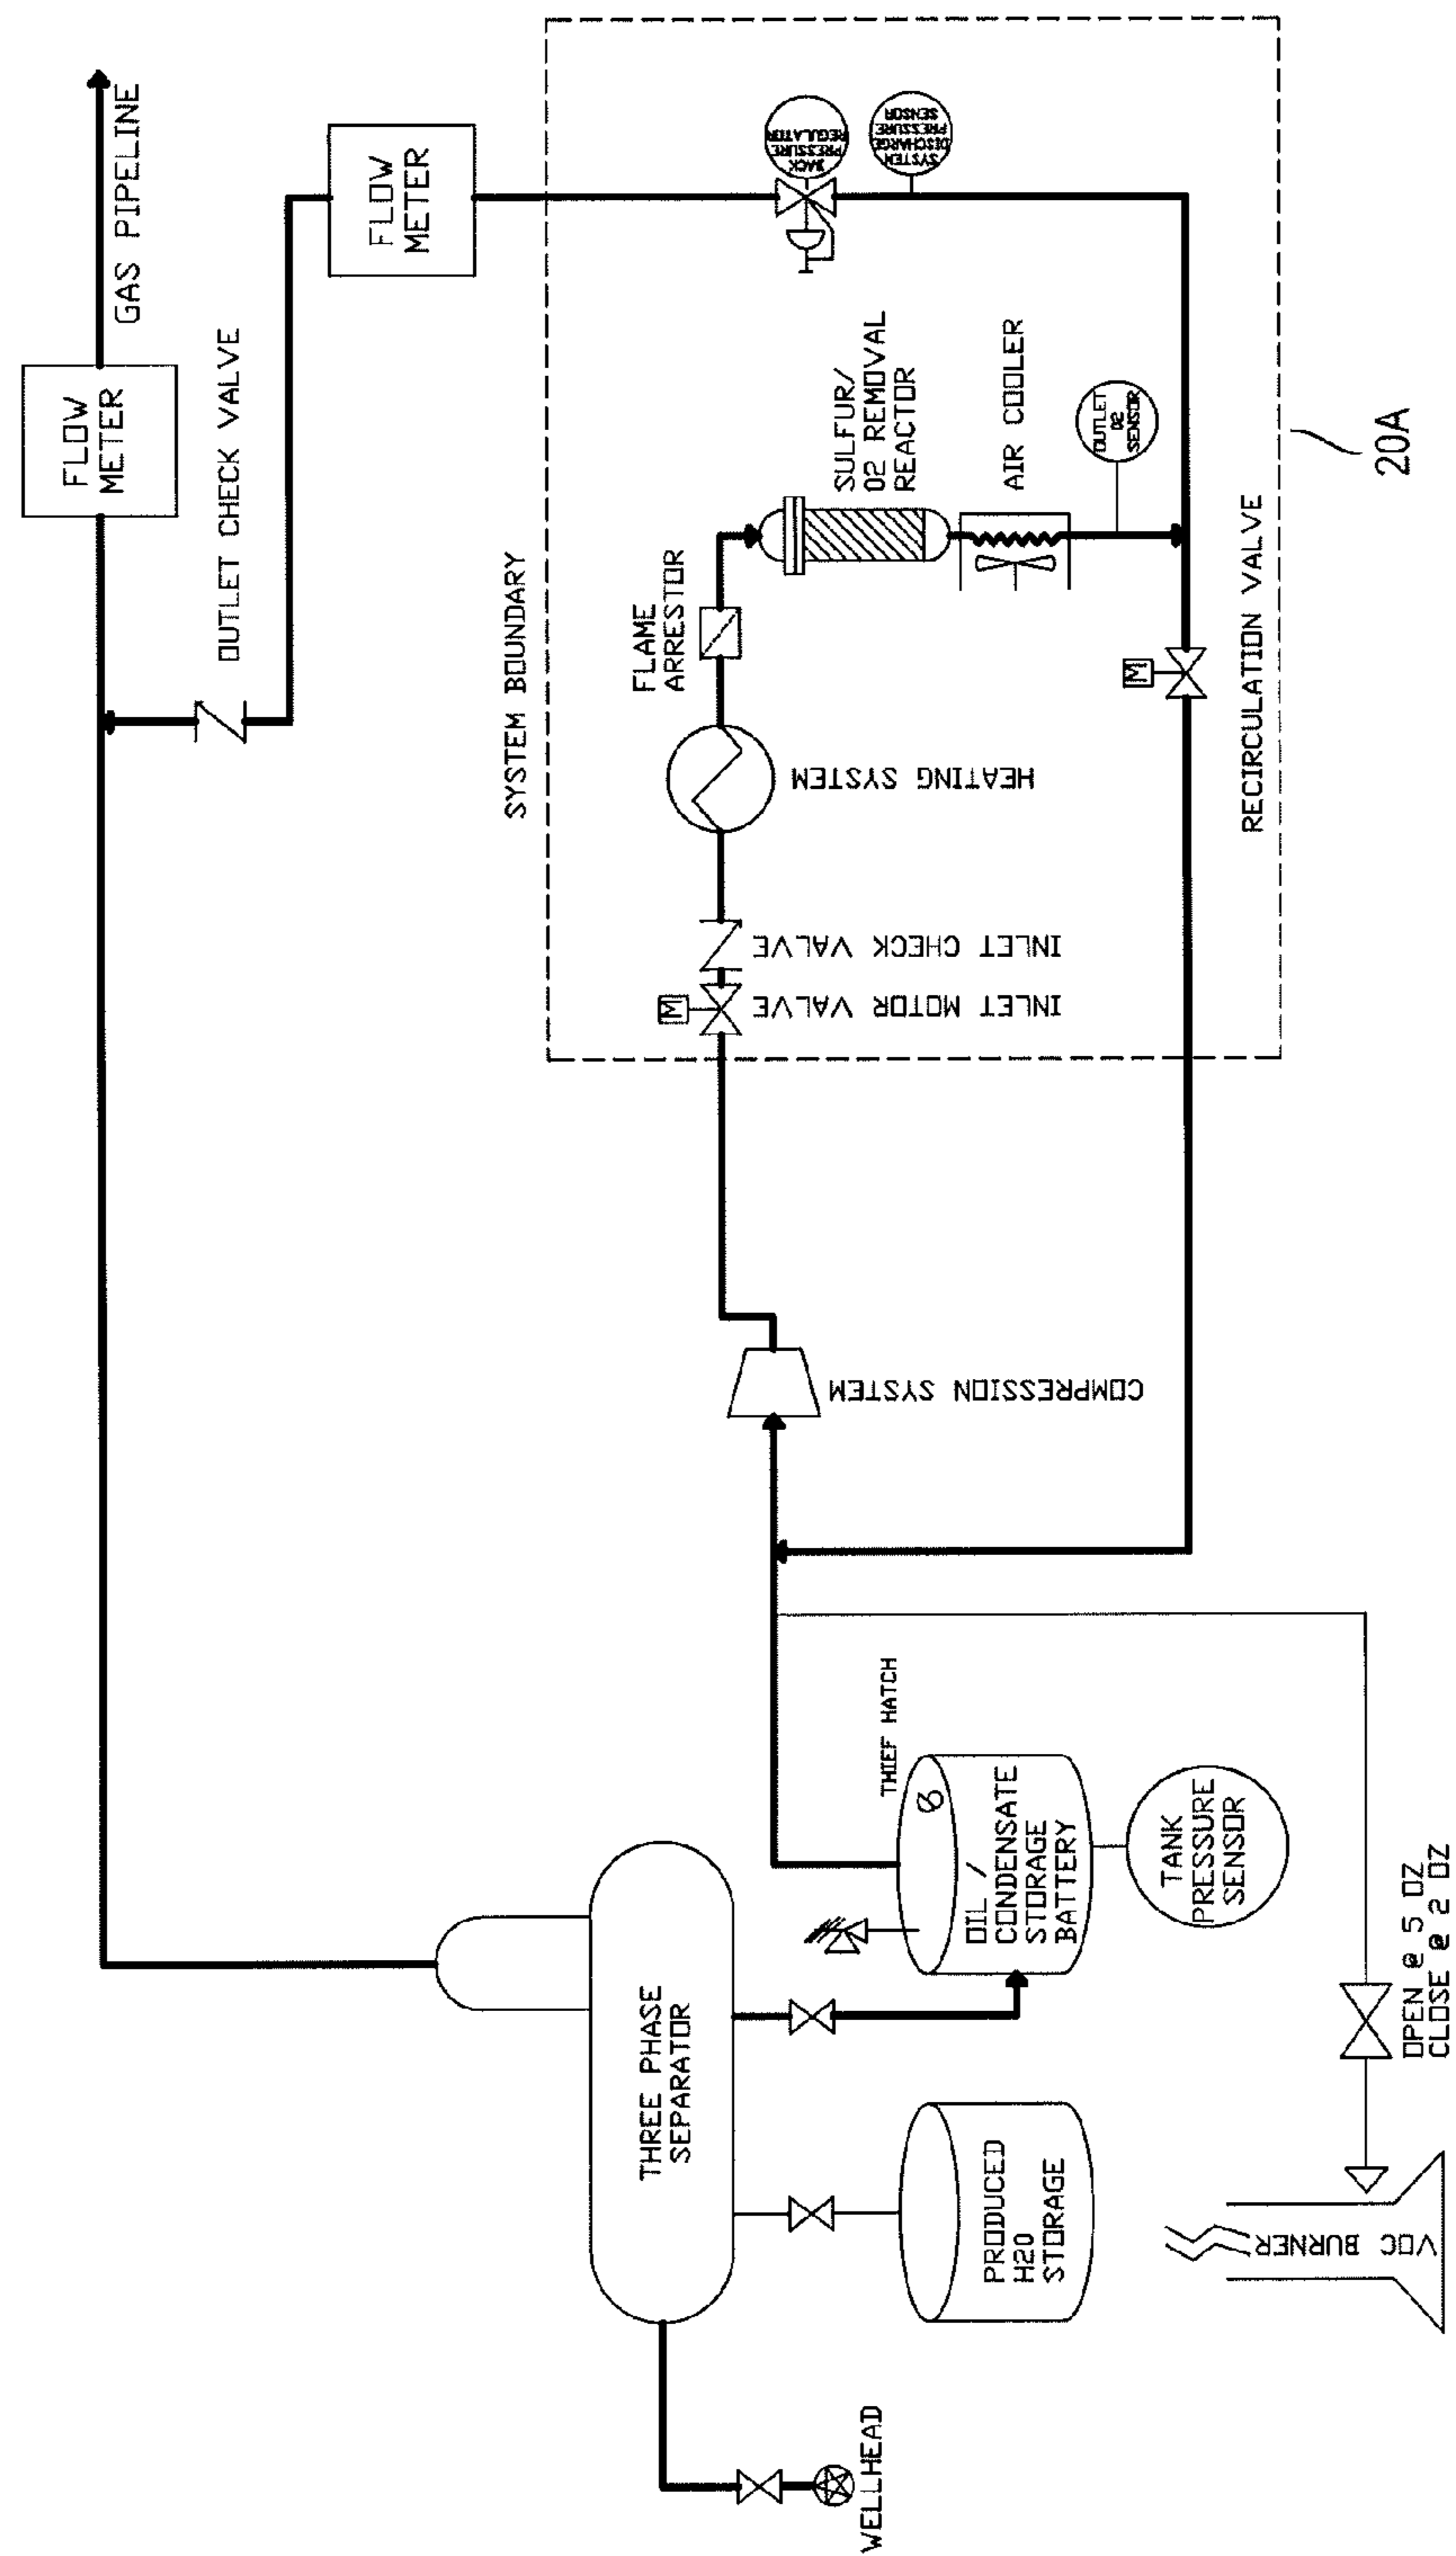 GAS PIPELINE
FLOW
METER
OUTLET CHECK VALVE
FLOW
METER
SYSTEM BOUNDARY
BACK
PRESSURE
REGULATOR
SYSTEM
DISCHARGE
PRESSURE
SENSOR
FLAME
ARRESTOR
SULFUR/
O2 REMOVAL
REACTOR
AIR COOLER
OUTLET
O2
SENSOR
HEATING SYSTEM
INLET CHECK VALVE
M
INLET MOTOR VALVE
M
RECIRCULATION VALVE
20A
COMPRESSION SYSTEM
THREE PHASE
SEPARATOR
THIEF HATCH
OIL /
CONDENSATE
STORAGE
BATTERY
TANK
PRESSURE
SENSOR
PRODUCED
H2O
STORAGE
OPEN @ 5 OZ
CLOSE @ 2 OZ
VOC BURNER
WELLHEAD